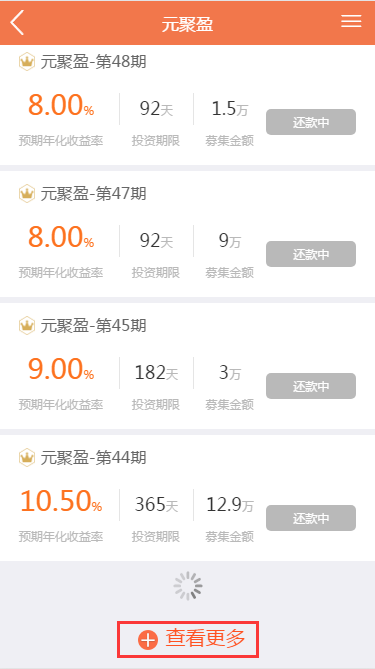 元聚盈
元聚盈-第48期
8.00% 92天 1.5万 还款中
预期年化收益率 投资期限 募集金额
元聚盈-第47期
8.00% 92天 9万 还款中
预期年化收益率 投资期限 募集金额
元聚盈-第45期
9.00% 182天 3万 还款中
预期年化收益率 投资期限 募集金额
元聚盈-第44期
10.50% 365天 12.9万 还款中
预期年化收益率 投资期限 募集金额
查看更多